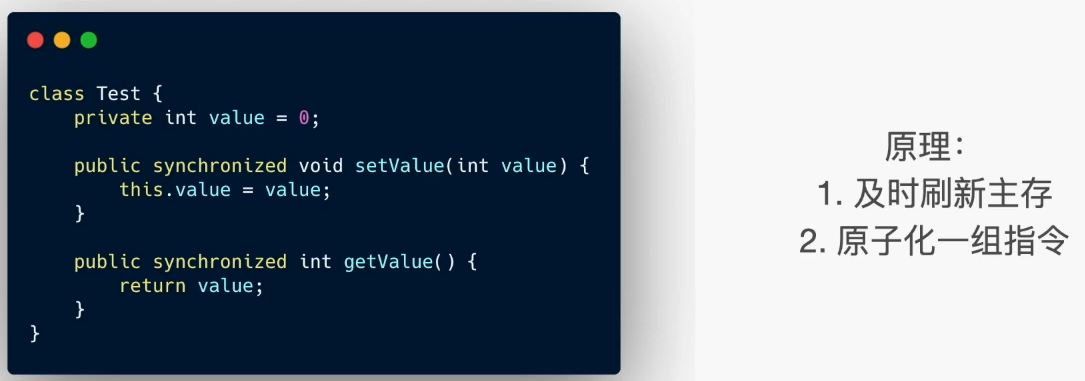 class Test {
    private int value = 0;
    public synchronized void setValue(int value) {
        this.value = value;
    }
    public synchronized int getValue() {
        return value;
    }
}
原理：
1. 及时刷新主存
2. 原子化一组指令